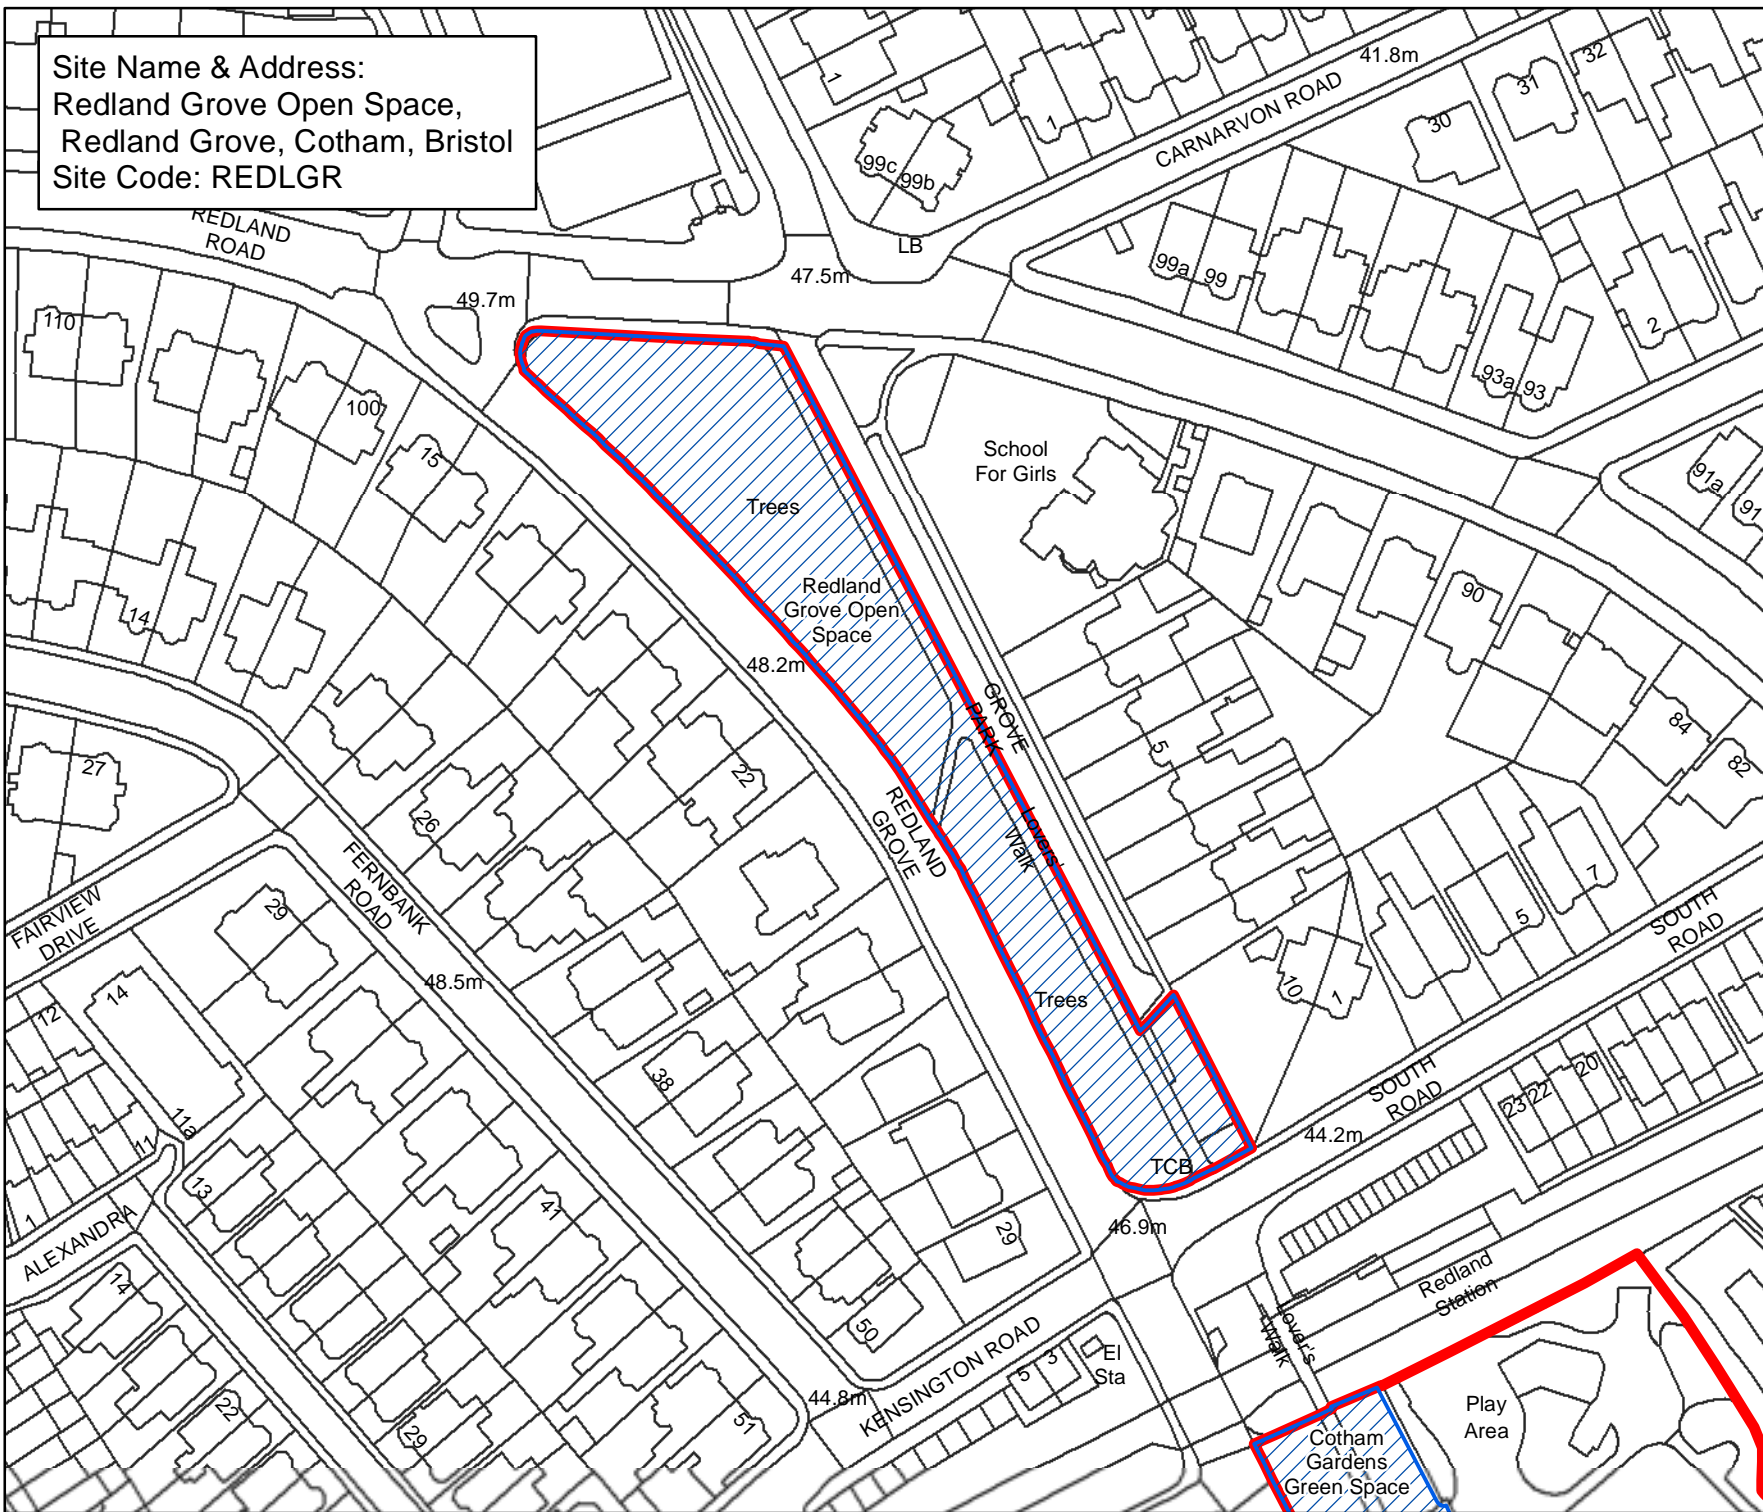 Site Name & Address:
Redland Grove Open Space,
Redland Grove, Cotham, Bristol
Site Code: REDLGR
41.8m
32
31
30
1
1
CARNARVON ROAD
99c
99b
LB
REDLAND
ROAD
47.5m
49.7m
99a
99
2
93a
93
110
100
15
School
For Girls
91a
91
Trees
Redland
Grove Open
Space
14
90
48.2m
GROVE
PARK
5
84
82
27
22
26
REDLAND
GROVE
Lovers'
Walk
FERNBANK
ROAD
FAIRVIEW
DRIVE
29
7
5
SOUTH
ROAD
48.5m
14
12
Trees
10
1
38
SOUTH
ROAD
23
22
20
44.2m
11a
11
TCB
13
1
ALEXANDRA
41
29
46.9m
14
Redland
Station
50
Lover's
Walk
KENSINGTON ROAD
El
Sta
5
3
44.8m
22
29
51
Play
Area
Cotham
Gardens
Green Space